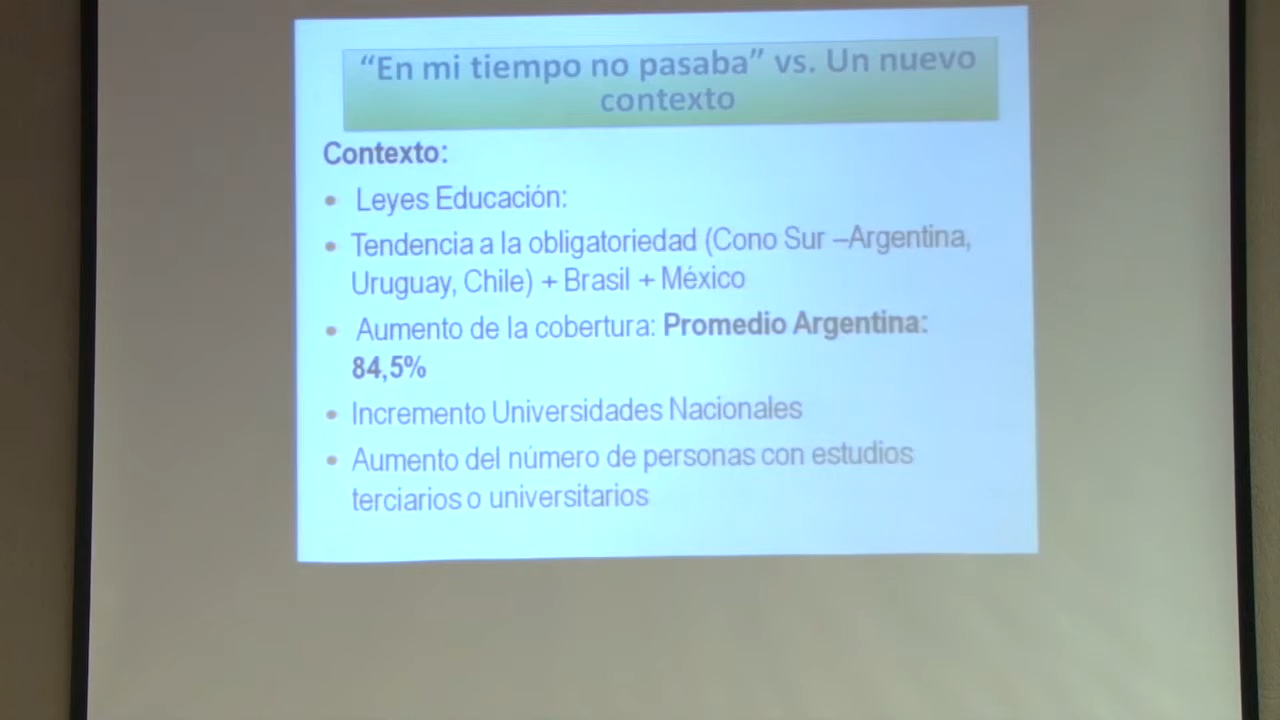 “En mi tiempo no pasaba” vs. Un nuevo
contexto
Contexto:
• Leyes Educación:
• Tendencia a la obligatoriedad (Cono Sur –Argentina,
Uruguay, Chile) + Brasil + México
• Aumento de la cobertura: Promedio Argentina:
84,5%
• Incremento Universidades Nacionales
• Aumento del número de personas con estudios
terciarios o universitarios